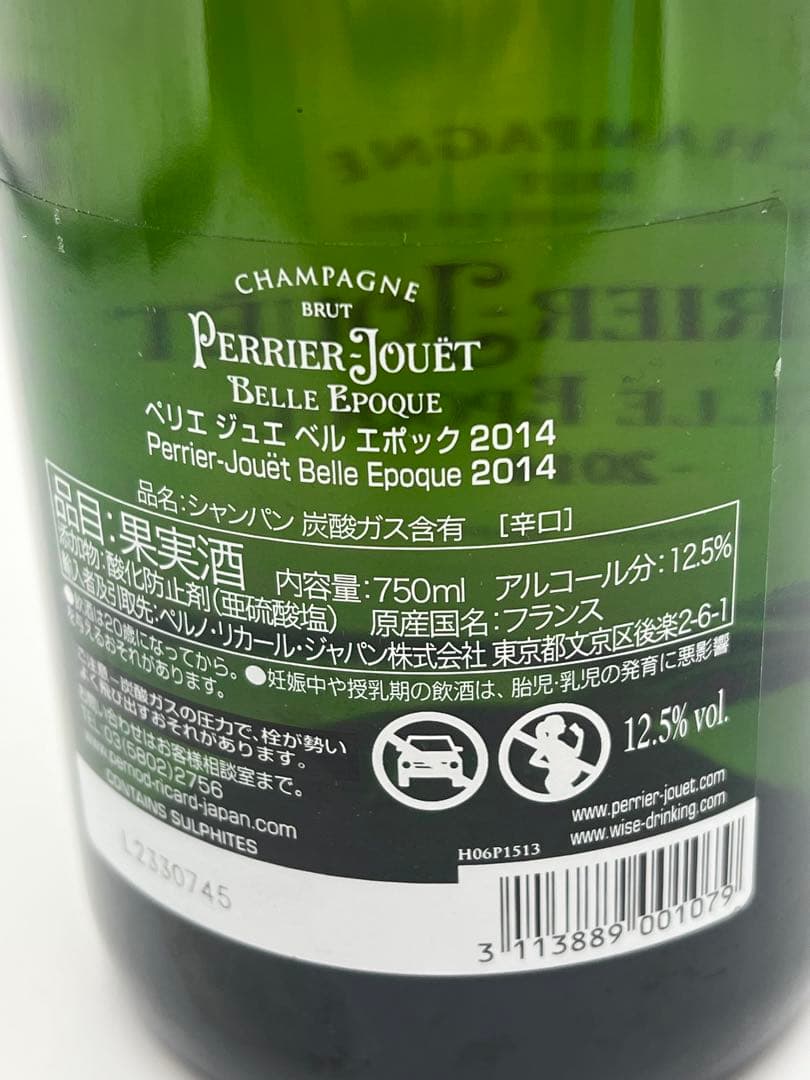 CHAMPAGNE
BRUT
PERRIER-JOUËT
BELLE EPOQUE
ペリエ ジュエ ベル エポック 2014
Perrier-Jouët Belle Epoque 2014
品名:シャンパン 炭酸ガス含有 [辛口]
品目:果実酒 内容量:750ml アルコール分:12.5%
添加物:酸化防止剤(亜硫酸塩) 原産国名:フランス
輸入者及引取先:ペルノ・リカール・ジャパン株式会社 東京都文京区後楽2-6-1
●飲酒は20歳になってから。●妊娠中や授乳期の飲酒は、胎児・乳児の発育に悪影響
を与えるおそれがあります。
ご注意-炭酸ガスの圧力で、栓が勢い
よく飛び出すおそれがあります。
お問い合わせはお客様相談室まで。
TEL: 03(5802)2756
www.pernod-ricard-japan.com
CONTAINS SULPHITES
12.5% vol.
www.perrier-jouet.com
www.wise-drinking.com
H06P1513
L2330745
3 113889 001079